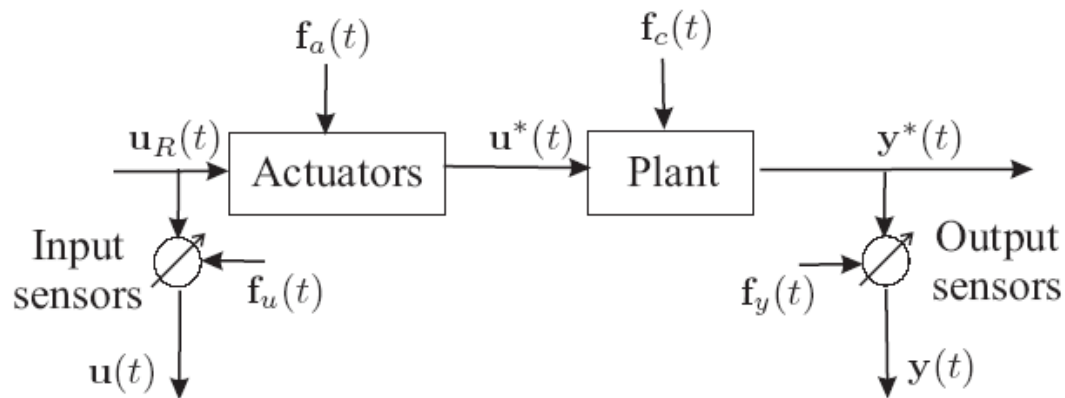 f_a(t)
f_c(t)
u_R(t)
Actuators
u*(t)
Plant
y*(t)
Input
sensors
f_u(t)
f_y(t)
Output
sensors
u(t)
y(t)